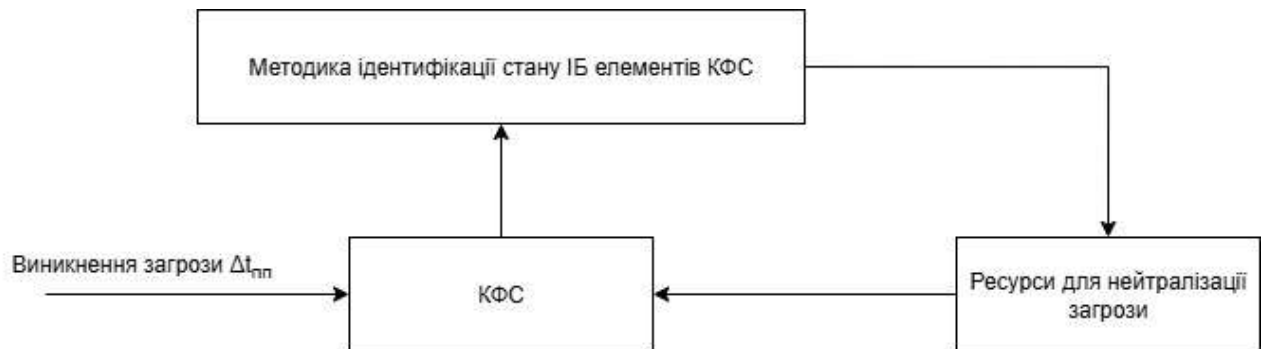 Методика ідентифікації стану ІБ елементів КФС
Виникнення загрози Δtпп
КФС
Ресурси для нейтралізації
загрози